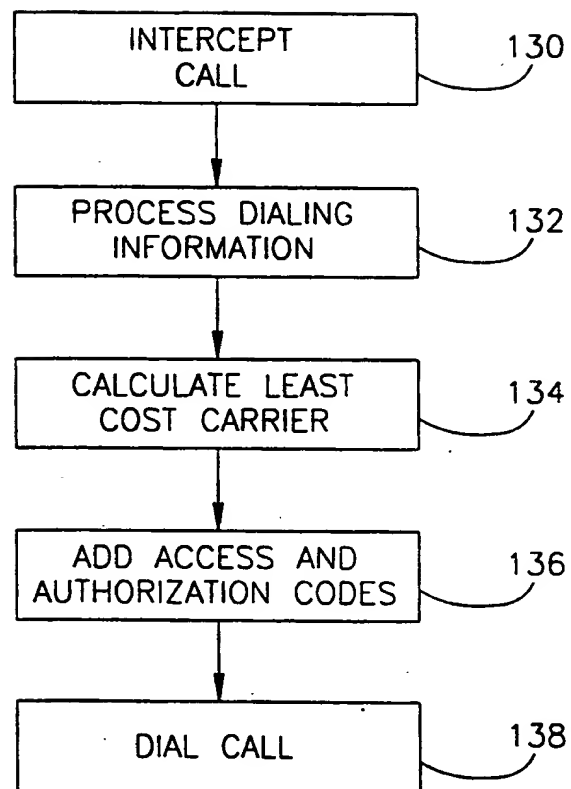 INTERCEPT
CALL
130
PROCESS DIALING
INFORMATION
132
CALCULATE LEAST
COST CARRIER
134
ADD ACCESS AND
AUTHORIZATION CODES
136
DIAL CALL
138